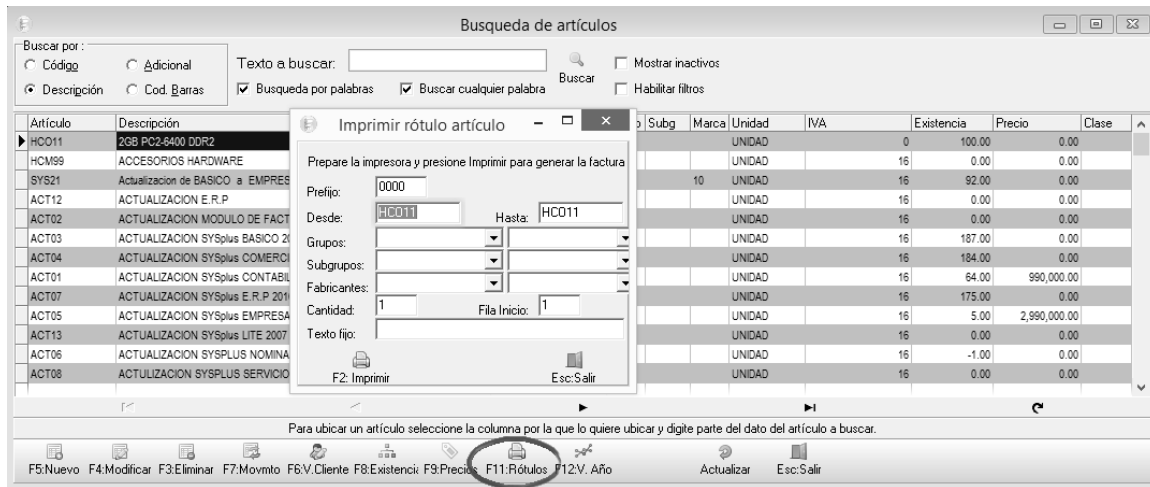 Busqueda de artículos
Buscar por :
Código Adicional Texto a buscar: Buscar Mostrar inactivos
Descripción Cod. Barras Busqueda por palabras Buscar cualquier palabra Habilitar filtros
Artículo Descripción Subg Marca Unidad IVA Existencia Precio Clase
HCO11 2GB PC2-6400 DDR2 UNIDAD 0 100.00 0.00
HCM99 ACCESORIOS HARDWARE UNIDAD 16 0.00 0.00
SYS21 Actualizacion de BASICO a EMPRES 10 UNIDAD 16 92.00 0.00
ACT12 ACTUALIZACION E.R.P UNIDAD 16 0.00 0.00
ACT02 ACTUALIZACION MODULO DE FACT UNIDAD 16 0.00 0.00
ACT03 ACTUALIZACION SYSplus BASICO 20 UNIDAD 16 187.00 0.00
ACT04 ACTUALIZACION SYSplus COMERCI UNIDAD 16 184.00 0.00
ACT01 ACTUALIZACION SYSplus CONTABIL UNIDAD 16 64.00 990,000.00
ACT07 ACTUALIZACION SYSplus E.R.P 201 UNIDAD 16 175.00 0.00
ACT05 ACTUALIZACION SYSplus EMPRESA UNIDAD 16 5.00 2,990,000.00
ACT13 ACTUALIZACION SYSplus LITE 2007 UNIDAD 16 0.00 0.00
ACT06 ACTUALIZACION SYSPLUS NOMINA UNIDAD 16 -1.00 0.00
ACT08 ACTULIZACION SYSPLUS SERVICIO UNIDAD 16 0.00 0.00
Imprimir rótulo artículo
Prepare la impresora y presione Imprimir para generar la factura
Prefijo: 0000
Desde: HCO11 Hasta: HCO11
Grupos:
Subgrupos:
Fabricantes:
Cantidad: 1 Fila Inicio: 1
Texto fijo:
F2: Imprimir Esc:Salir
Para ubicar un artículo seleccione la columna por la que lo quiere ubicar y digite parte del dato del artículo a buscar.
F5:Nuevo F4:Modificar F3:Eliminar F7:Movmto F6:V.Cliente F8:Existencia F9:Precios F11:Rótulos F12:V. Año Actualizar Esc:Salir